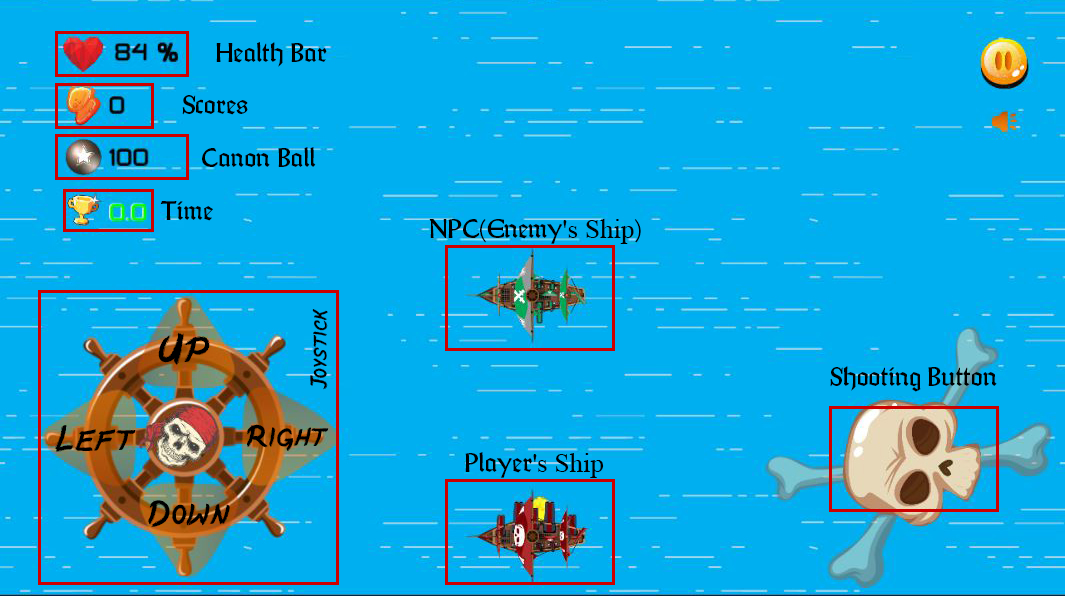 84 % Health Bar
0 Scores
100 Canon Ball
0.0 Time
NPC(Enemy's Ship)
JOYSTICK
UP
LEFT RIGHT
DOWN
Shooting Button
Player's Ship